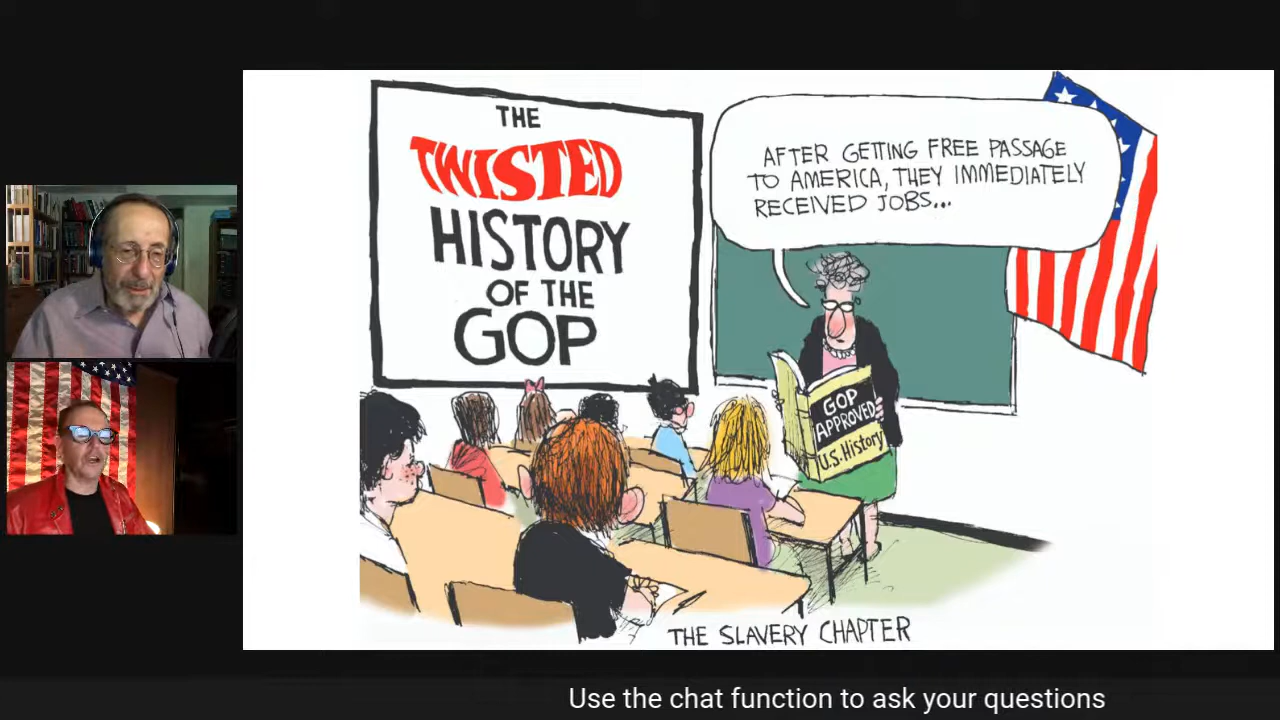 THE
TWISTED
HISTORY
OF THE
GOP
AFTER GETTING FREE PASSAGE
TO AMERICA, THEY IMMEDIATELY
RECEIVED JOBS...
GOP
APPROVED
U.S. History
THE SLAVERY CHAPTER
Use the chat function to ask your questions